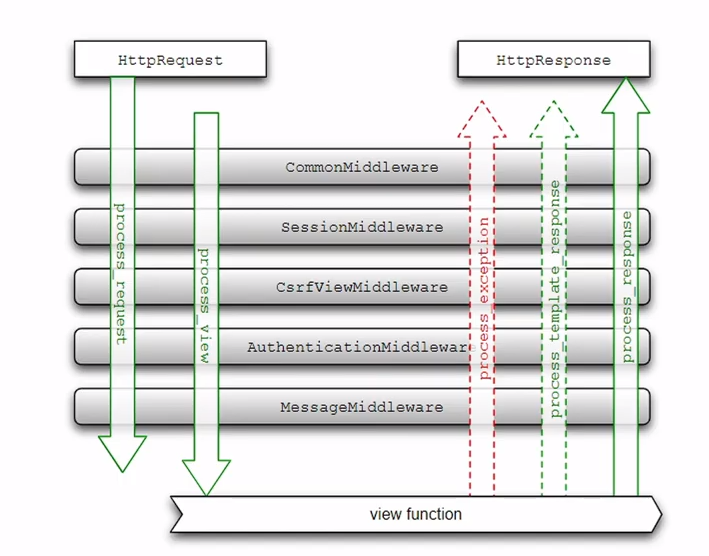 HttpRequest
HttpResponse
CommonMiddleware
SessionMiddleware
CsrfViewMiddleware
AuthenticationMiddlewar
MessageMiddleware
process_request
process_view
process_exception
process_template_response
process_response
view function